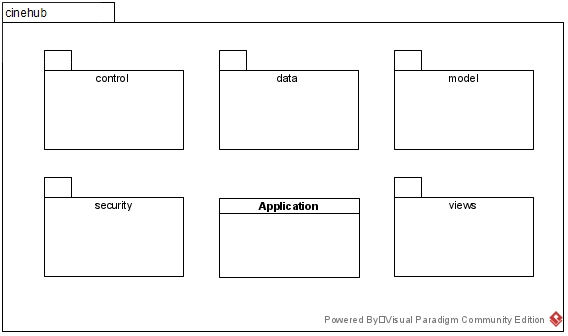 cinehub
control
data
model
security
Application
views
Powered By□Visual Paradigm Community Edition